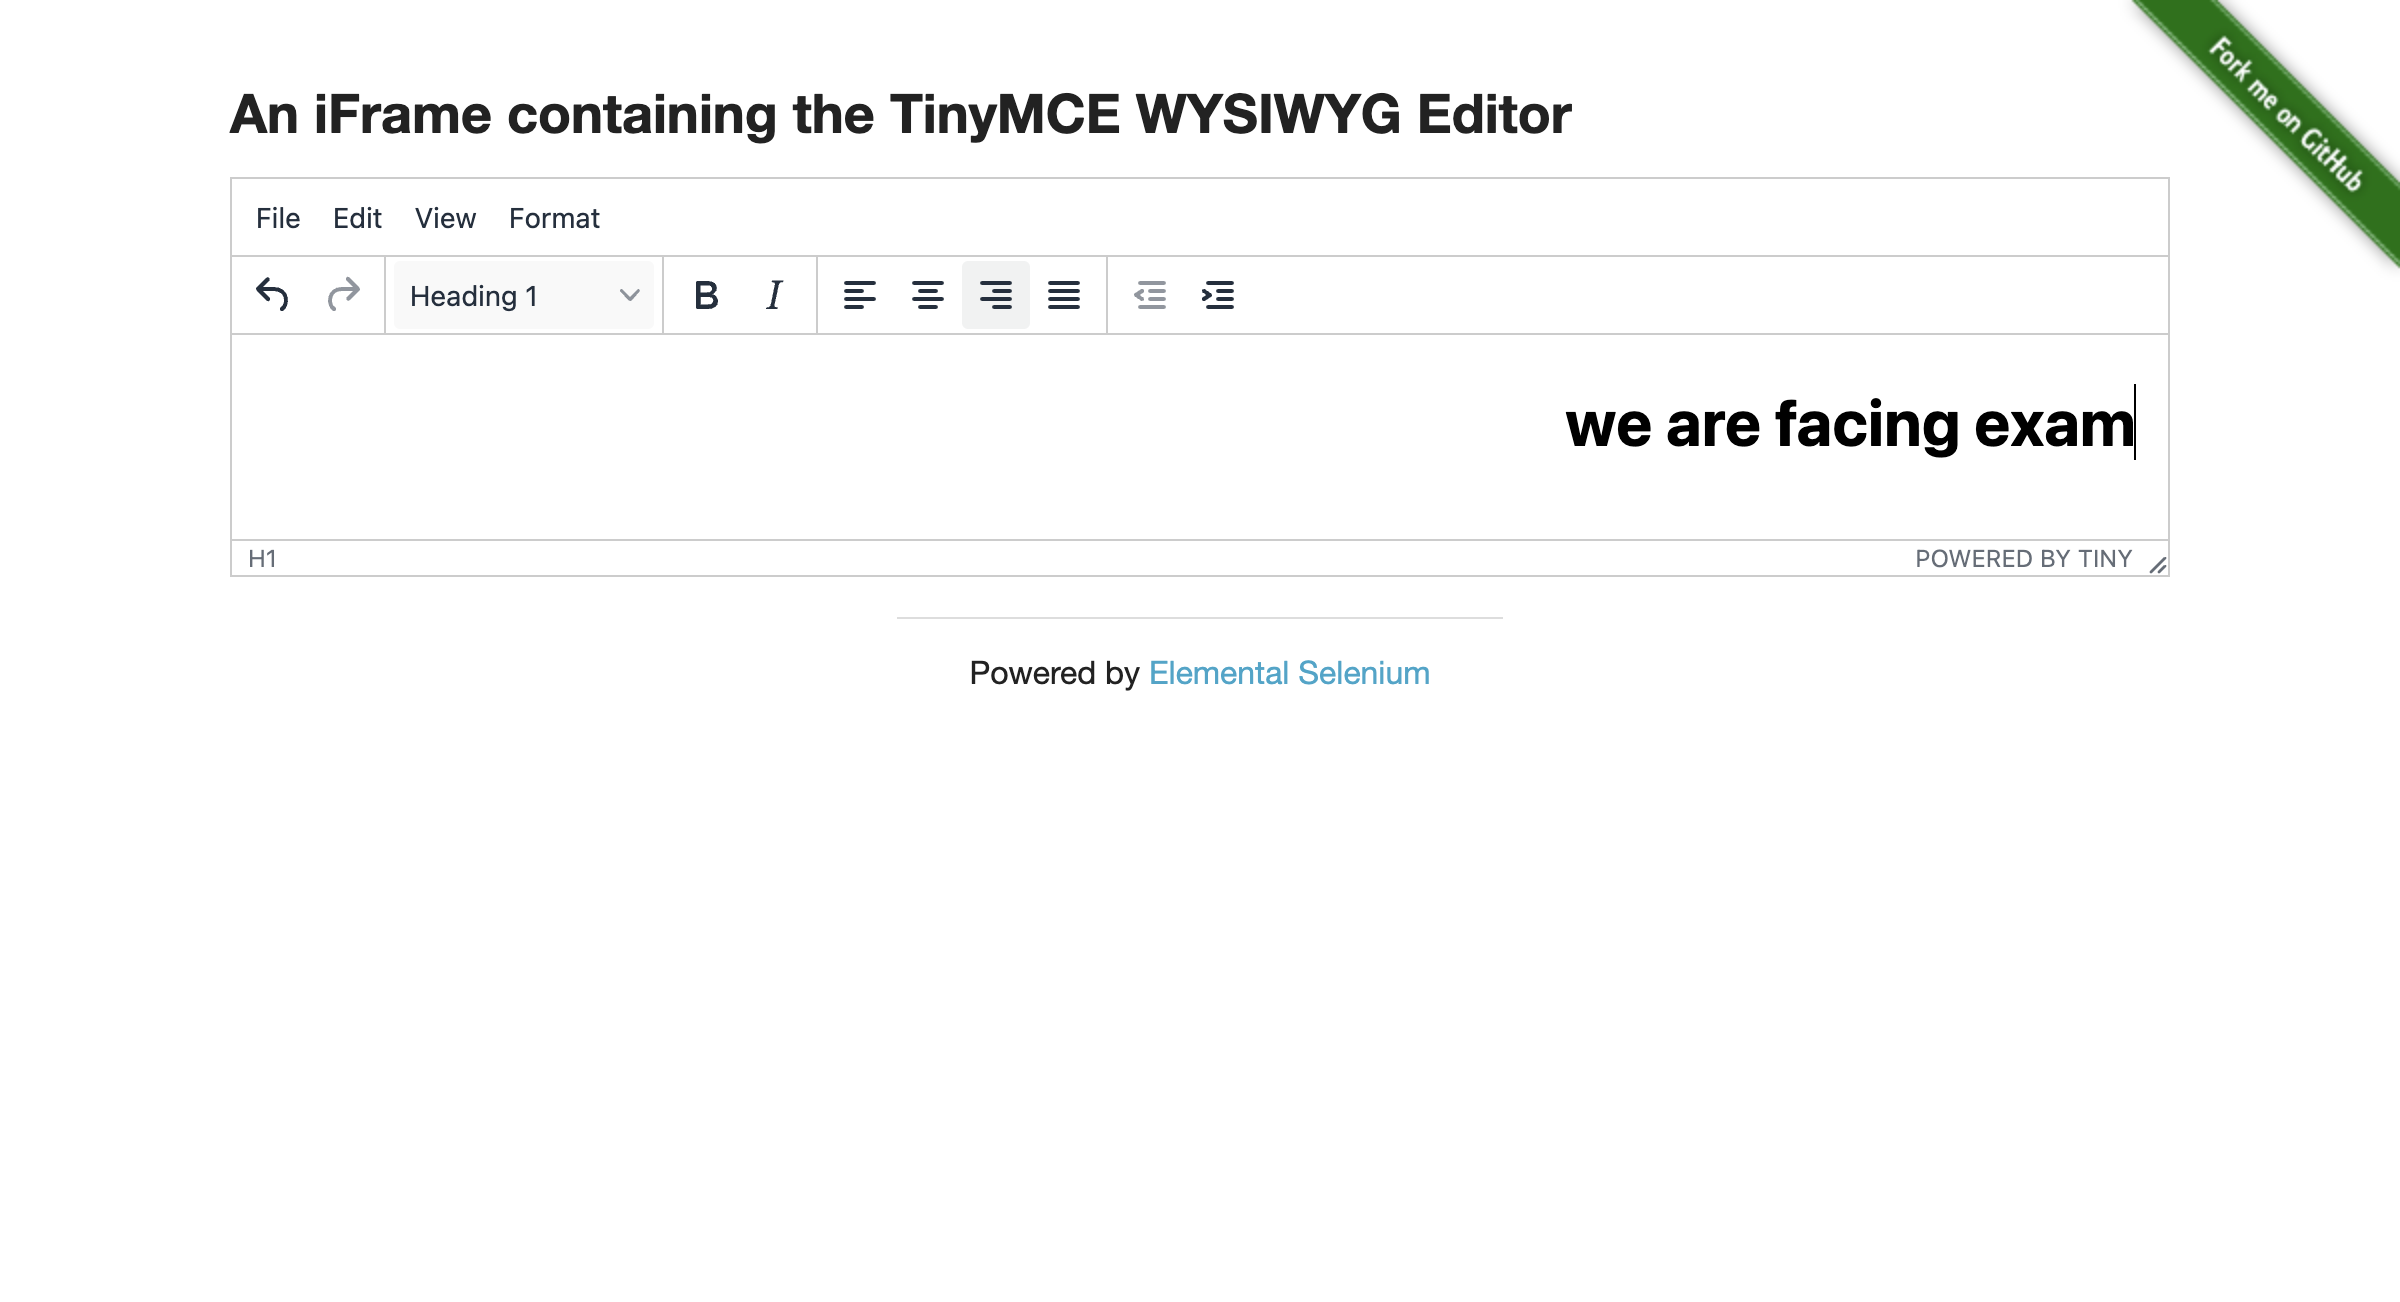 Fork me on GitHub
An iFrame containing the TinyMCE WYSIWYG Editor
File Edit View Format
Heading 1 B I
we are facing exam
H1 POWERED BY TINY
Powered by Elemental Selenium